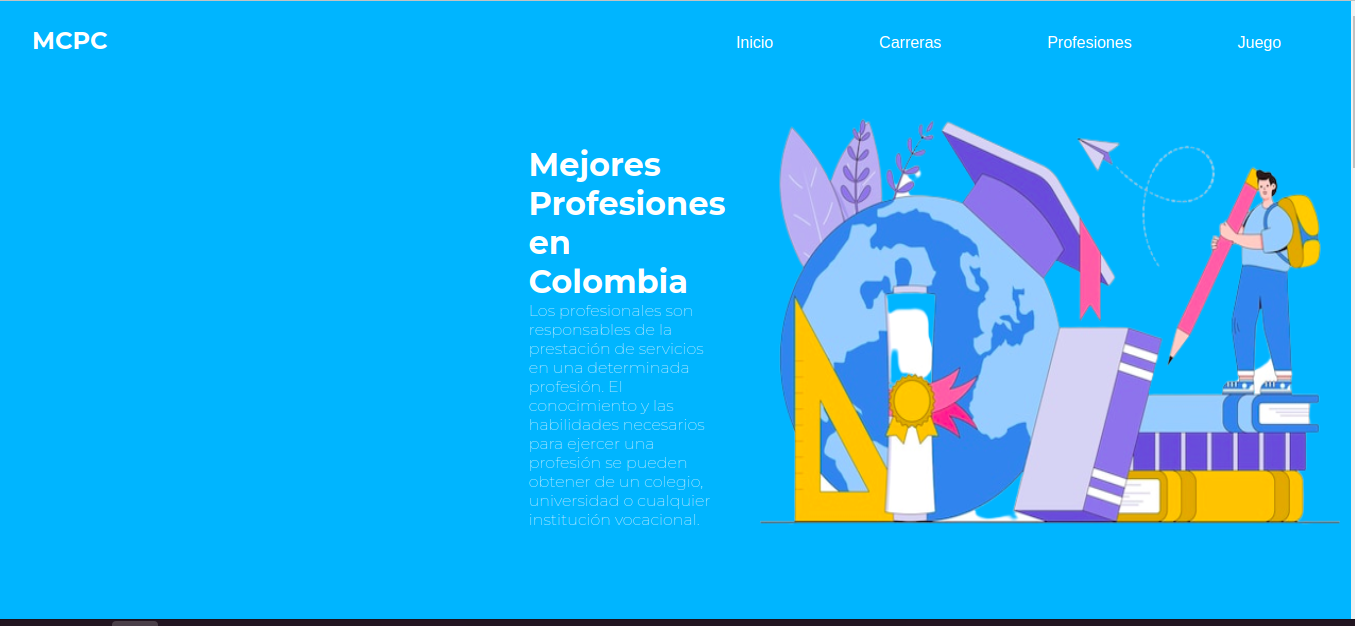 MCPC
Inicio
Carreras
Profesiones
Juego
Mejores
Profesiones
en
Colombia
Los profesionales son
responsables de la
prestación de servicios
en una determinada
profesión. El
conocimiento y las
habilidades necesarios
para ejercer una
profesión se pueden
obtener de un colegio,
universidad o cualquier
institución vocacional.